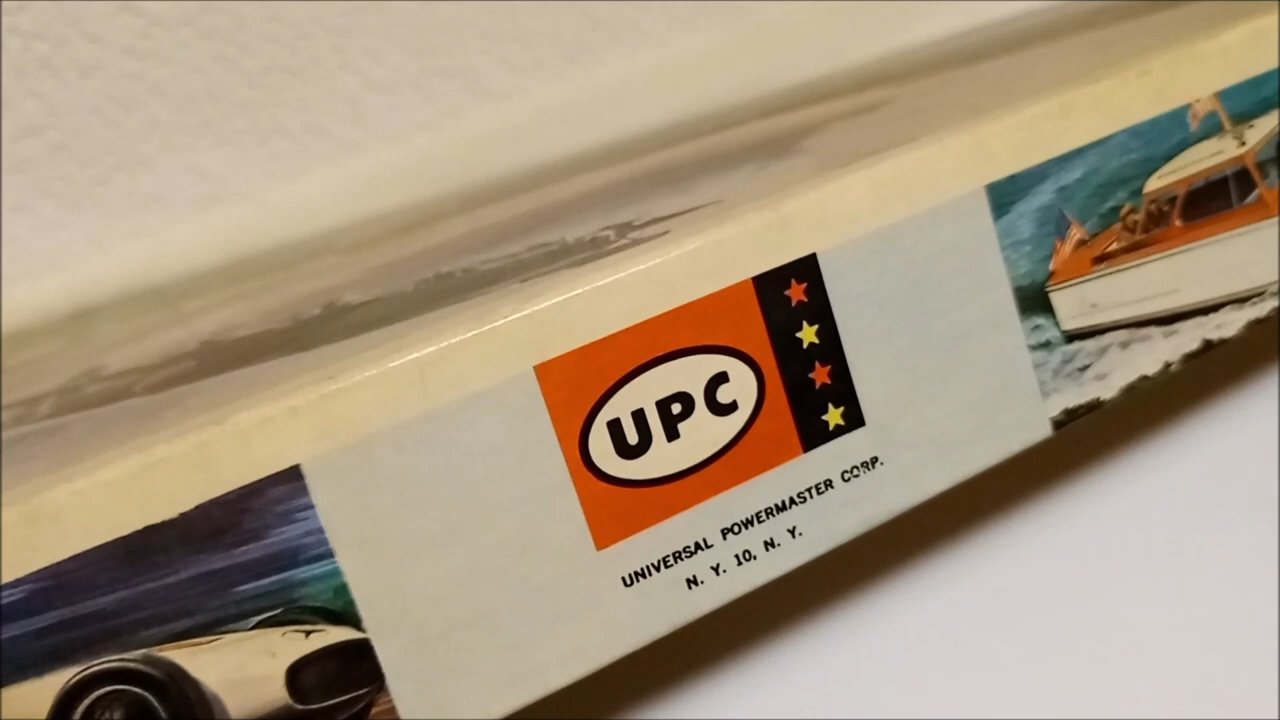 UPC
UNIVERSAL POWERMASTER CORP.
N. Y. 10, N. Y.